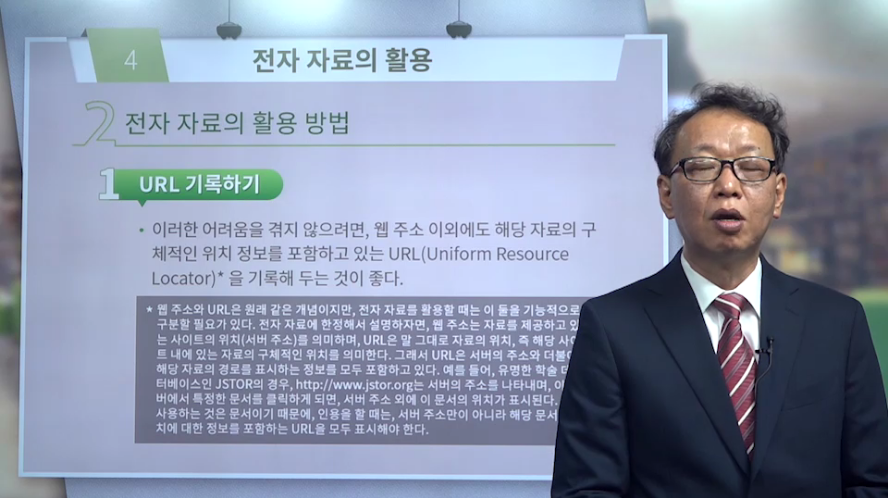 4
전자 자료의 활용
2 전자 자료의 활용 방법
1 URL 기록하기
• 이러한 어려움을 겪지 않으려면, 웹 주소 이외에도 해당 자료의 구
체적인 위치 정보를 포함하고 있는 URL(Uniform Resource
Locator)* 을 기록해 두는 것이 좋다.
* 웹 주소와 URL은 원래 같은 개념이지만, 전자 자료를 활용할 때는 이 둘을 기능적으로
구분할 필요가 있다. 전자 자료에 한정해서 설명하자면, 웹 주소는 자료를 제공하고 있
는 사이트의 위치(서버 주소)를 의미하며, URL은 말 그대로 자료의 위치, 즉 해당 사이
트 내에 있는 자료의 구체적인 위치를 의미한다. 그래서 URL은 서버의 주소와 더불어
해당 자료의 경로를 표시하는 정보를 모두 포함하고 있다. 예를 들어, 유명한 학술 데
터베이스인 JSTOR의 경우, http://www.jstor.org는 서버의 주소를 나타내며,
버에서 특정한 문서를 클릭하게 되면, 서버 주소 외에 이 문서의 위치가 표시된다.
사용하는 것은 문서이기 때문에, 인용을 할 때는, 서버 주소만이 아니라 해당 문서
치에 대한 정보를 포함하는 URL을 모두 표시해야 한다.